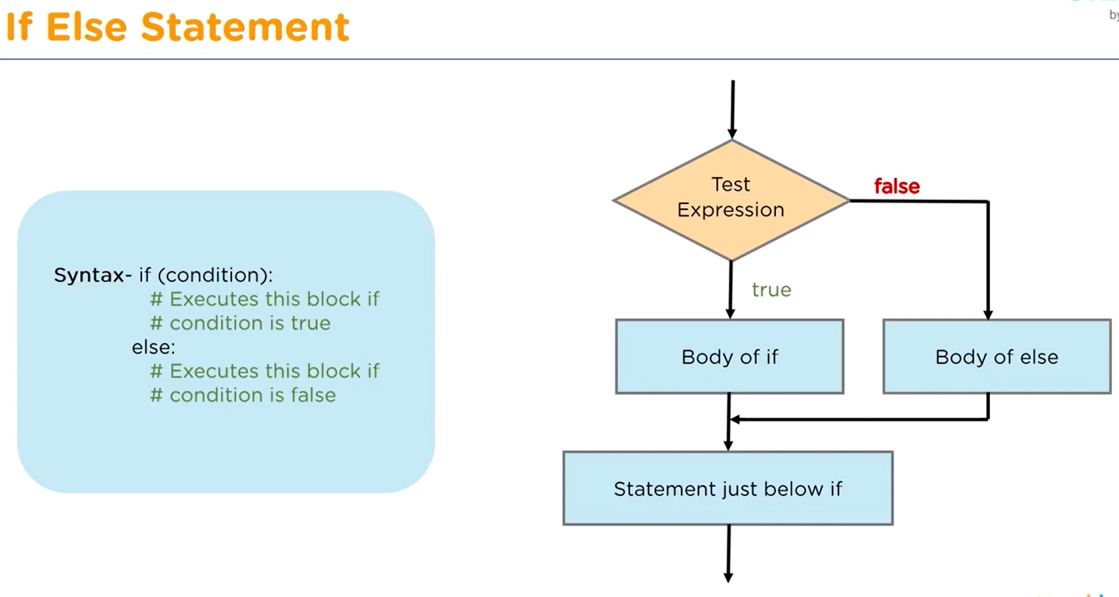 If Else Statement
by
Syntax- if (condition):
# Executes this block if
# condition is true
else:
# Executes this block if
# condition is false
Test
Expression
false
true
Body of if
Body of else
Statement just below if